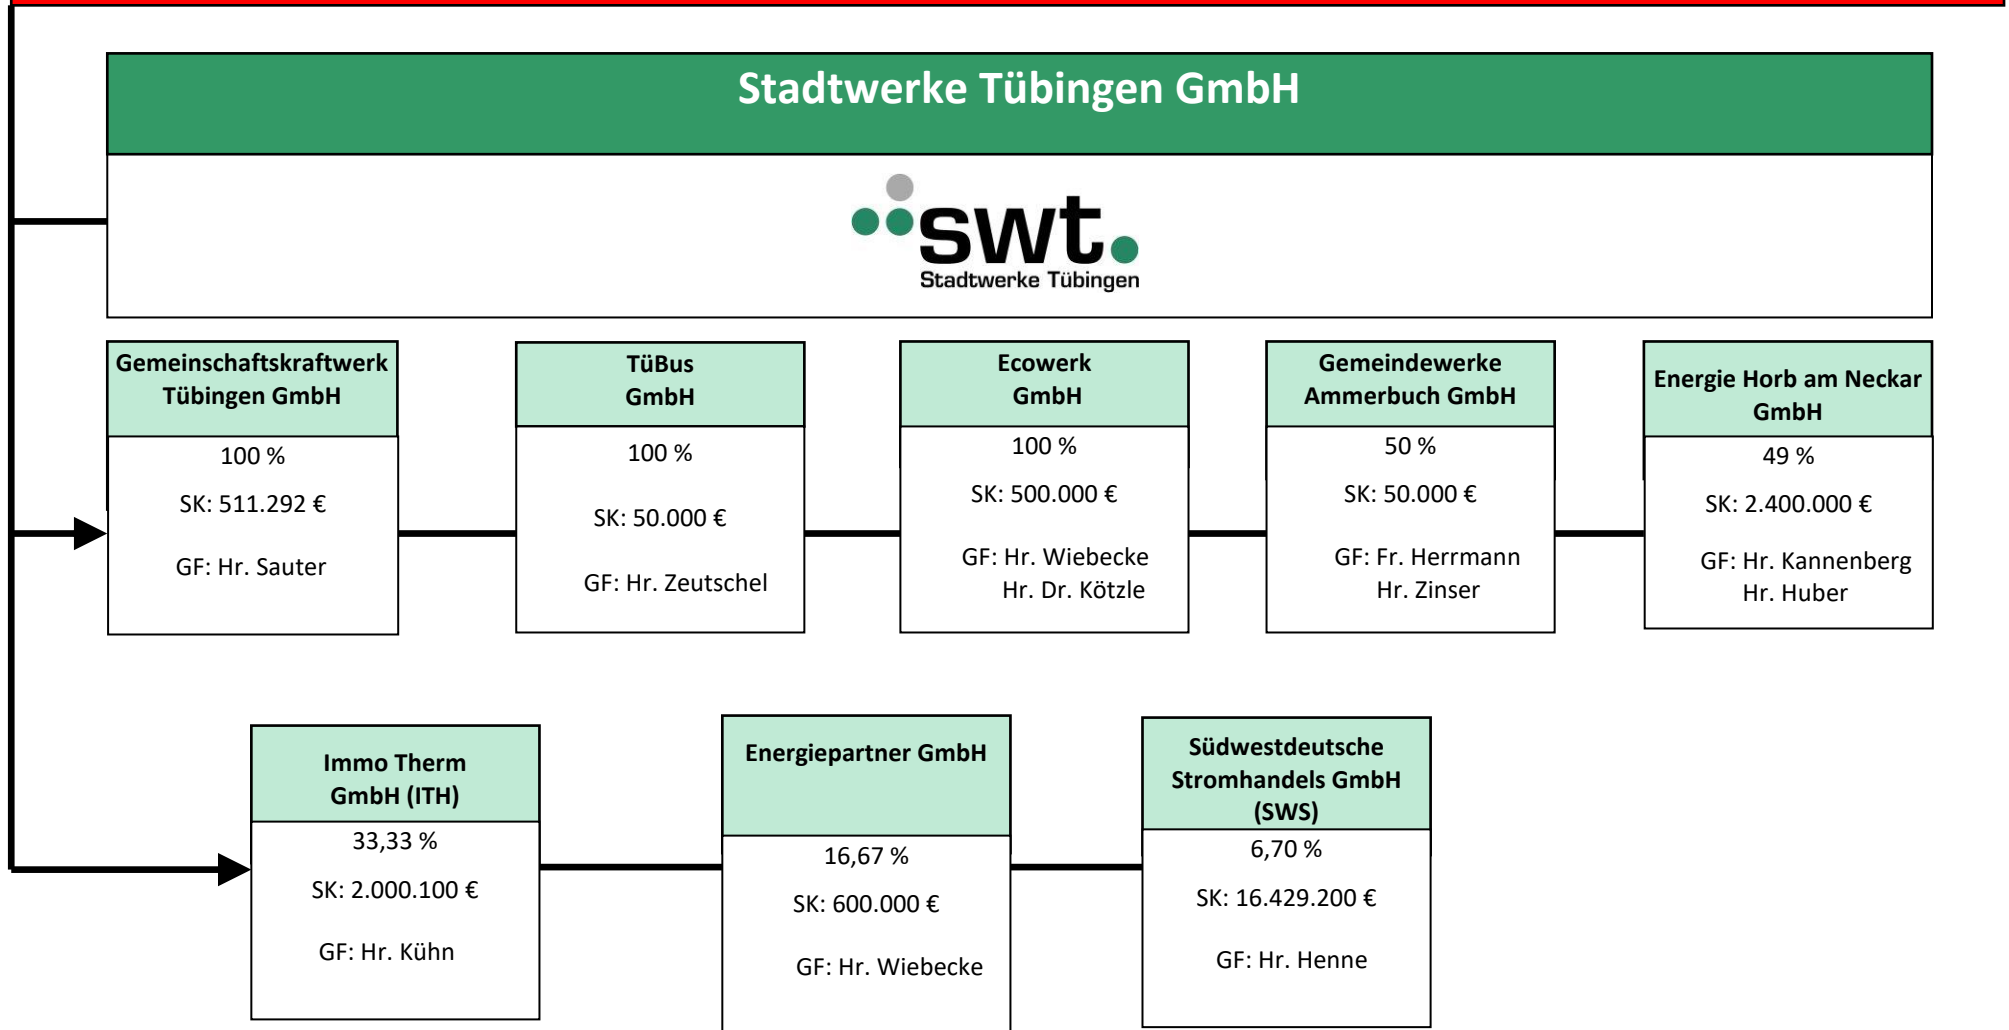 Stadtwerke Tübingen GmbH
swt.
Stadtwerke Tübingen
Gemeinschaftskraftwerk
Tübingen GmbH
100 %
SK: 511.292 €
GF: Hr. Sauter
TüBus
GmbH
100 %
SK: 50.000 €
GF: Hr. Zeutschel
Ecowerk
GmbH
100 %
SK: 500.000 €
GF: Hr. Wiebecke
Hr. Dr. Kötzle
Gemeindewerke
Ammerbuch GmbH
50 %
SK: 50.000 €
GF: Fr. Herrmann
Hr. Zinser
Energie Horb am Neckar
GmbH
49 %
SK: 2.400.000 €
GF: Hr. Kannenberg
Hr. Huber
Immo Therm
GmbH (ITH)
33,33 %
SK: 2.000.100 €
GF: Hr. Kühn
Energiepartner GmbH
16,67 %
SK: 600.000 €
GF: Hr. Wiebecke
Südwestdeutsche
Stromhandels GmbH
(SWS)
6,70 %
SK: 16.429.200 €
GF: Hr. Henne